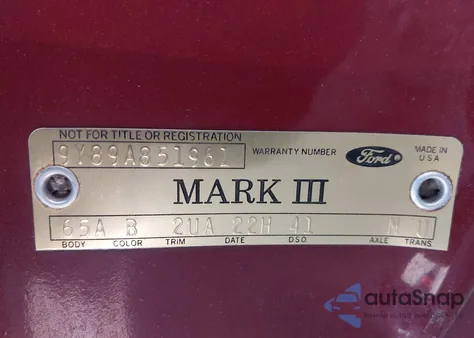 NOT FOR TITLE OR REGISTRATION
9Y89A851961 WARRANTY NUMBER Ford MADE IN U S A
MARK III
65A B 2UA 22H 41 N U
BODY COLOR TRIM DATE DSO AXLE TRANS
autoSnap